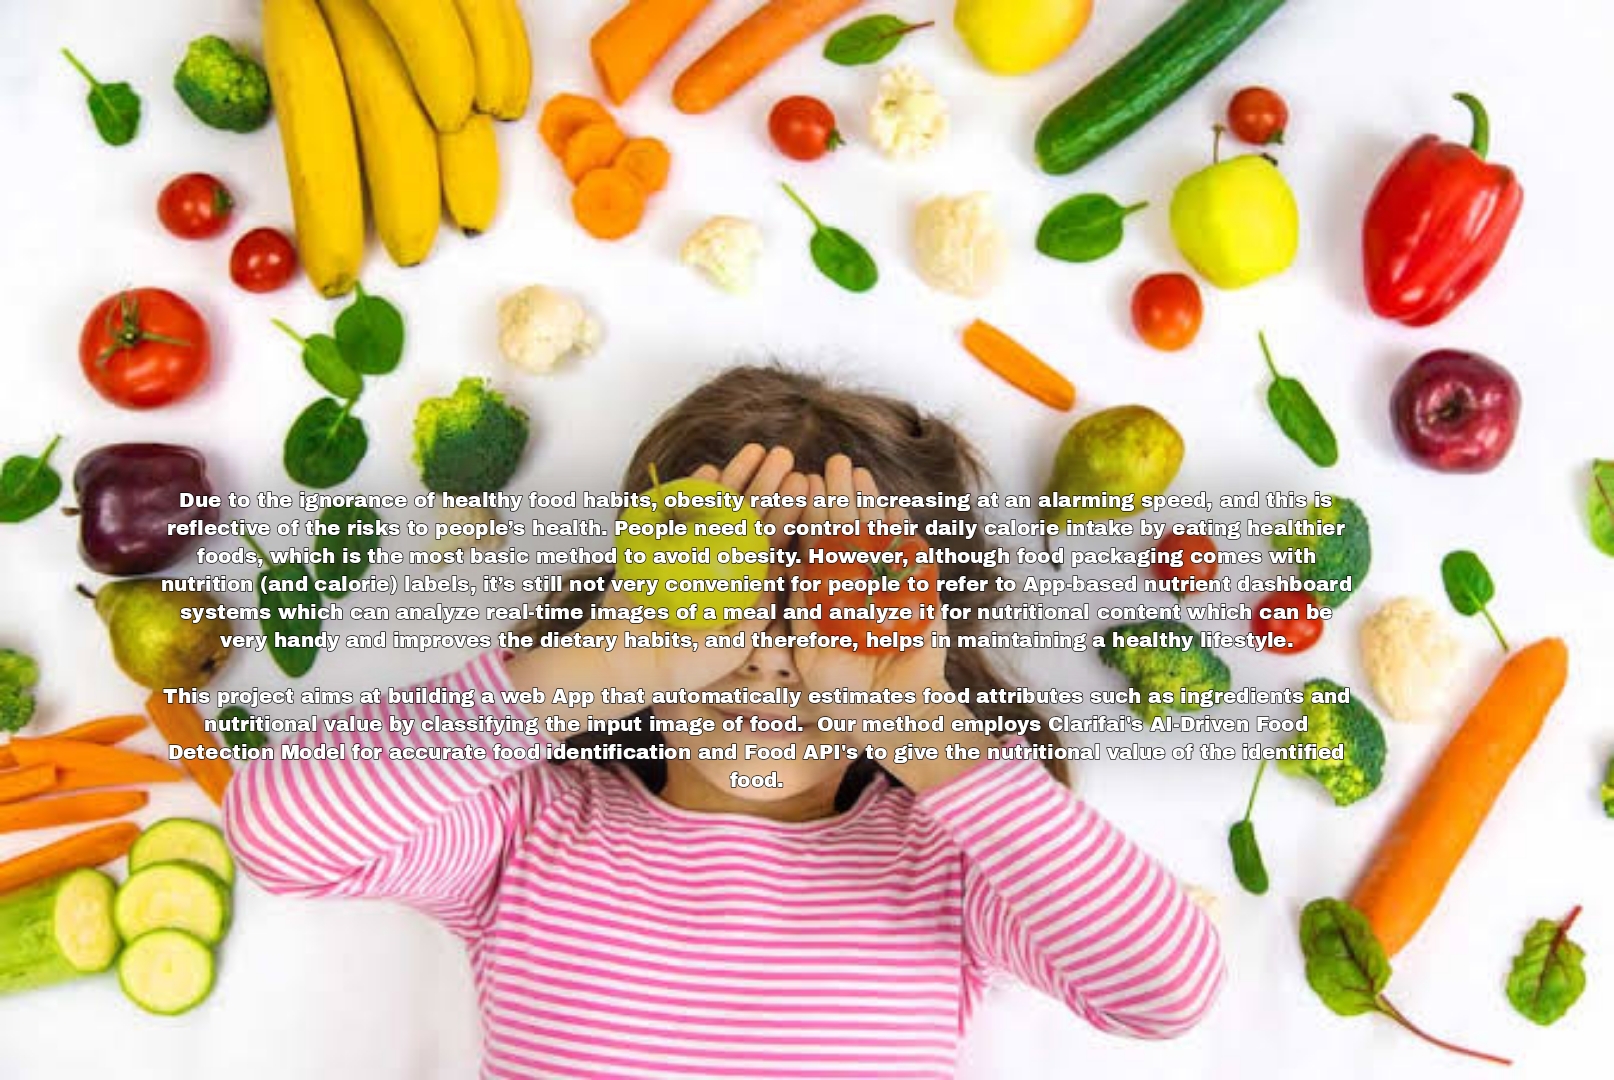 Due to the ignorance of healthy food habits, obesity rates are increasing at an alarming speed, and this is
reflective of the risks to people’s health. People need to control their daily calorie intake by eating healthier
foods, which is the most basic method to avoid obesity. However, although food packaging comes with
nutrition (and calorie) labels, it’s still not very convenient for people to refer to App-based nutrient dashboard
systems which can analyze real-time images of a meal and analyze it for nutritional content which can be
very handy and improves the dietary habits, and therefore, helps in maintaining a healthy lifestyle.
This project aims at building a web App that automatically estimates food attributes such as ingredients and
nutritional value by classifying the input image of food.  Our method employs Clarifai's AI-Driven Food
Detection Model for accurate food identification and Food API's to give the nutritional value of the identified
food.